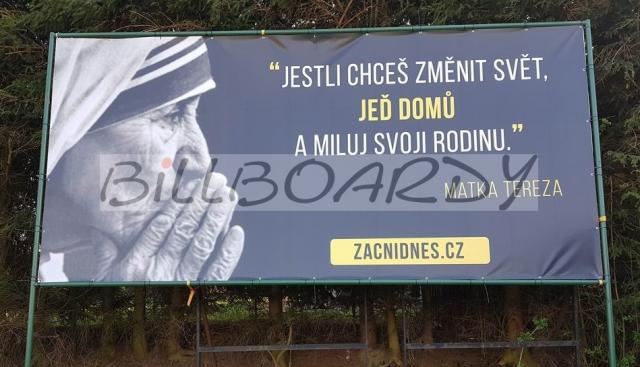 “JESTLI CHCEŠ ZMĚNIT SVĚT,
JEĎ DOMŮ
A MILUJ SVOJI RODINU.”
BiLLBOARDY
MATKA TEREZA
ZACNIDNES.CZ